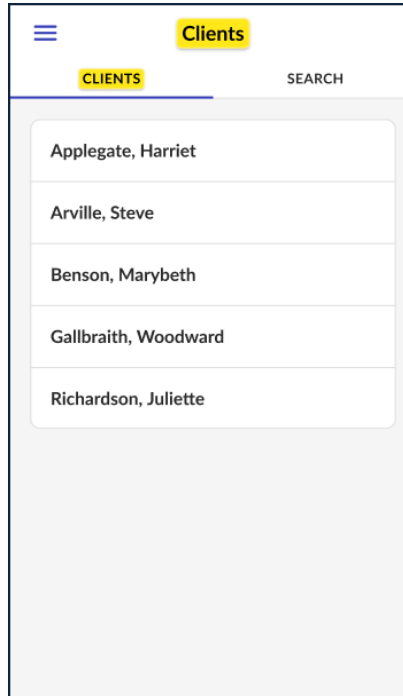 Clients
CLIENTS SEARCH
Applegate, Harriet
Arville, Steve
Benson, Marybeth
Gallbraith, Woodward
Richardson, Juliette